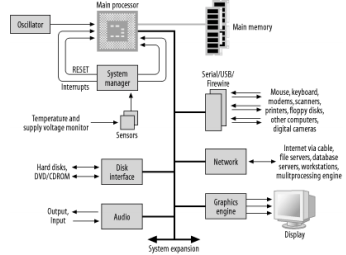 Main processor
Oscillator
Main memory
RESET
System
manager
Interrupts
Serial/USB/
Firewire
Mouse, keyboard,
modems, scanners,
printers, floppy disks,
other computers,
digital cameras
Temperature and
supply voltage monitor
Sensors
Hard disks,
DVD/CDROM
Disk
interface
Network
Internet via cable,
file servers, database
servers, workstations,
mulitprocessing engine
Output,
Input
Audio
Graphics
engine
Display
System expansion